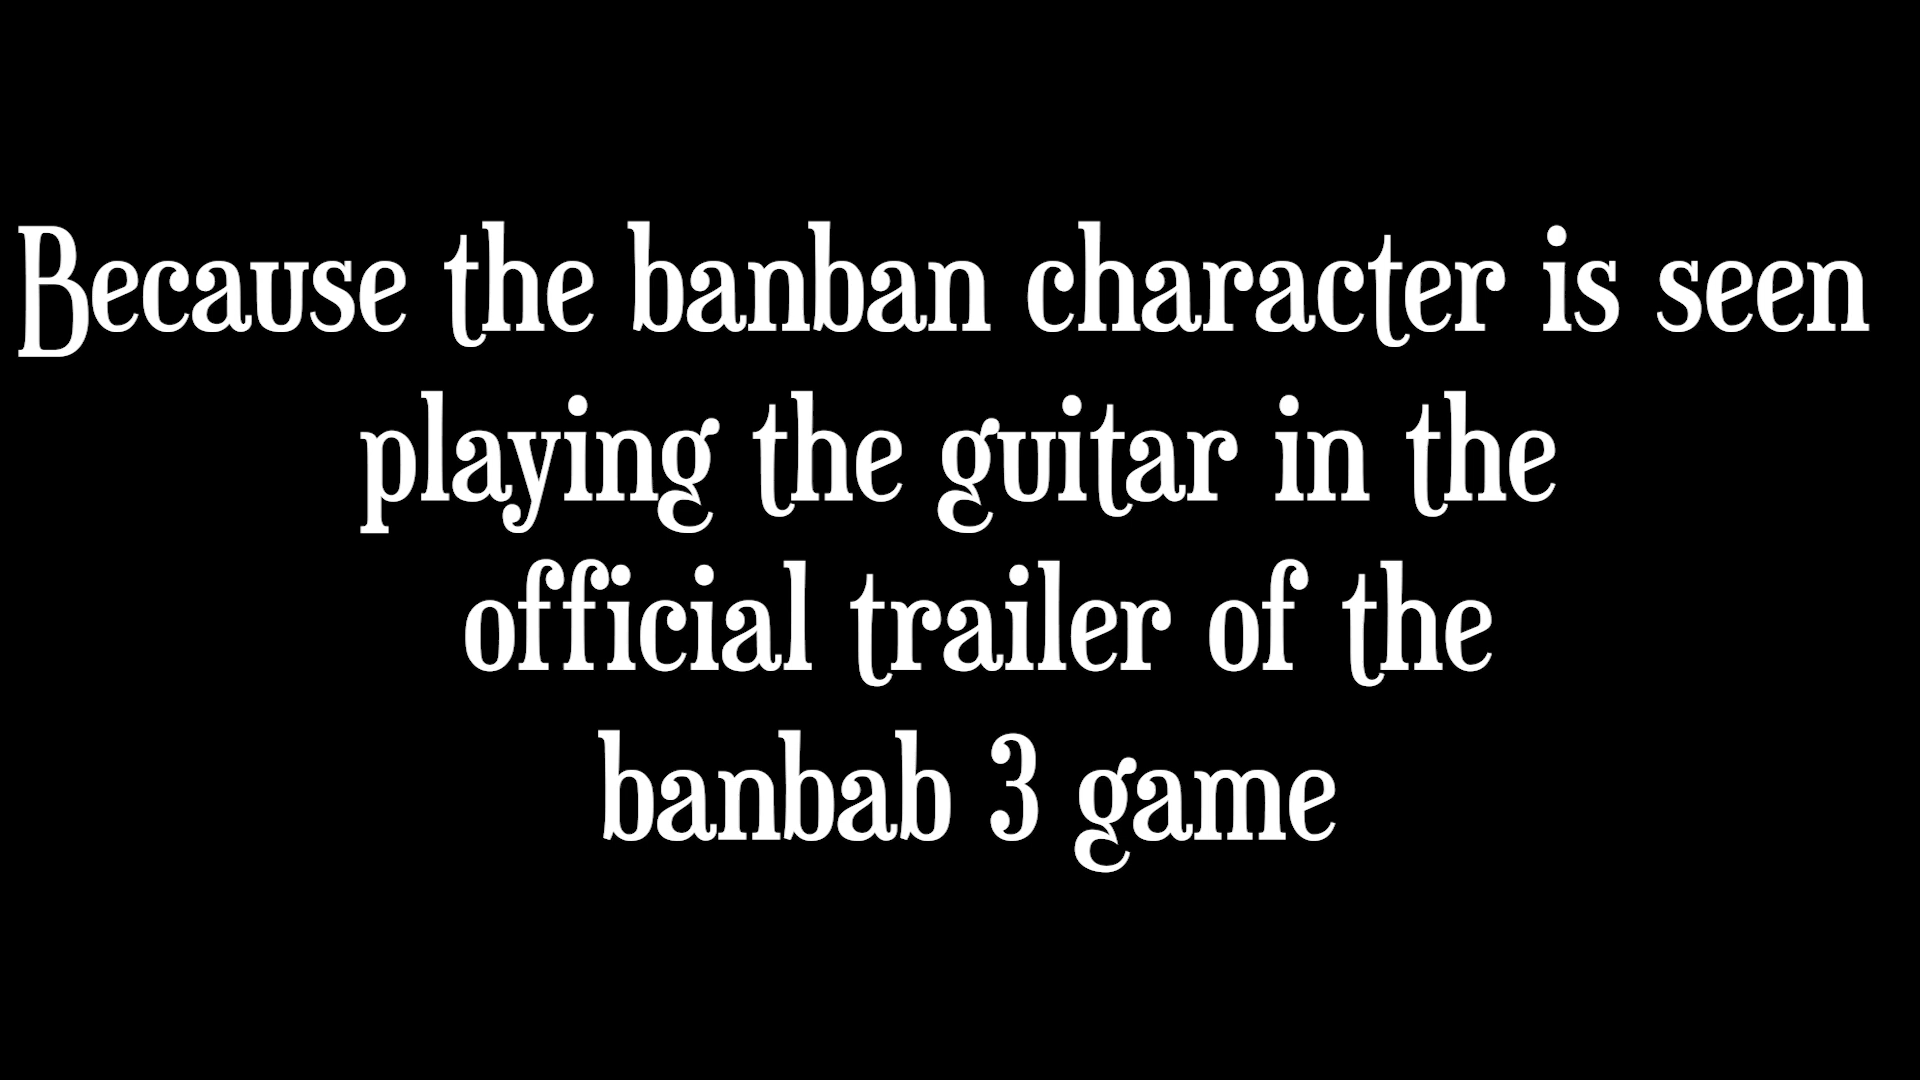 Because the banban character is seen
playing the guitar in the
official trailer of the
banbab 3 game